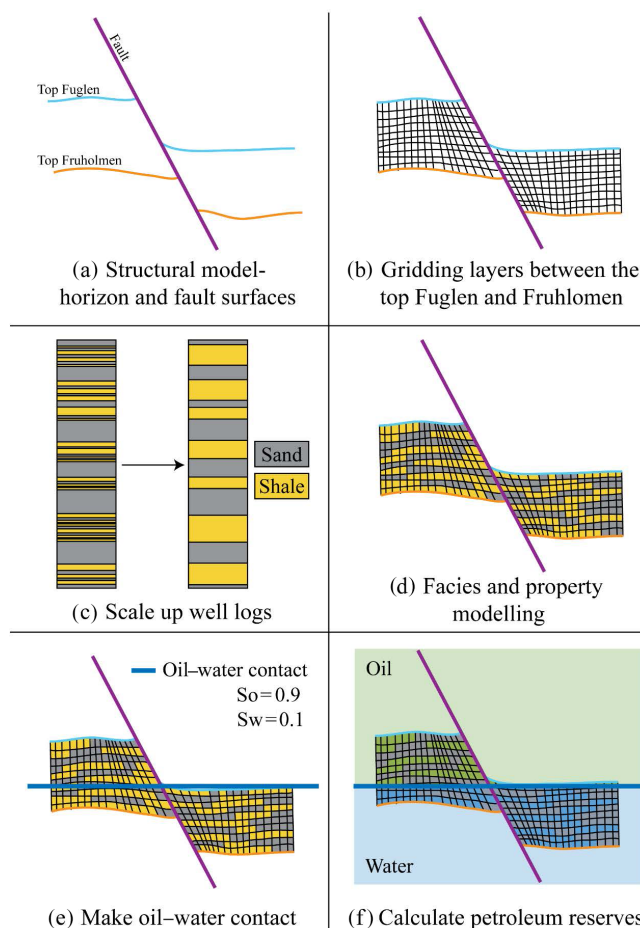 Fault
Top Fuglen
Top Fruholmen
(a) Structural model-
horizon and fault surfaces
(b) Gridding layers between the
top Fuglen and Fruhlomen
Sand
Shale
(c) Scale up well logs
(d) Facies and property
modelling
Oil–water contact
So=0.9
Sw=0.1
(e) Make oil–water contact
Oil
Water
(f) Calculate petroleum reserves